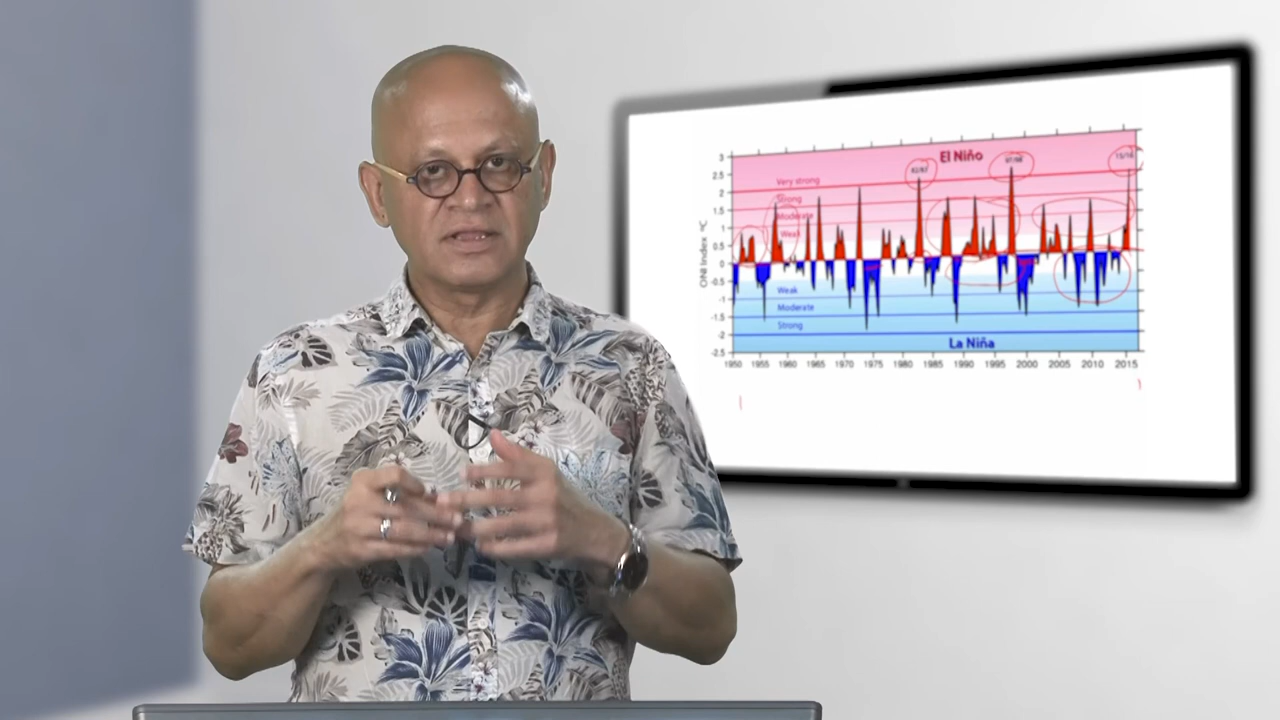 El Niño
82/83
97/98
15/16
Very strong
Strong
Moderate
Weak
Weak
Moderate
Strong
La Niña
ONI Index ºC
3
2.5
2
1.5
1
0.5
0
-0.5
-1
-1.5
-2
-2.5
1950 1955 1960 1965 1970 1975 1980 1985 1990 1995 2000 2005 2010 2015